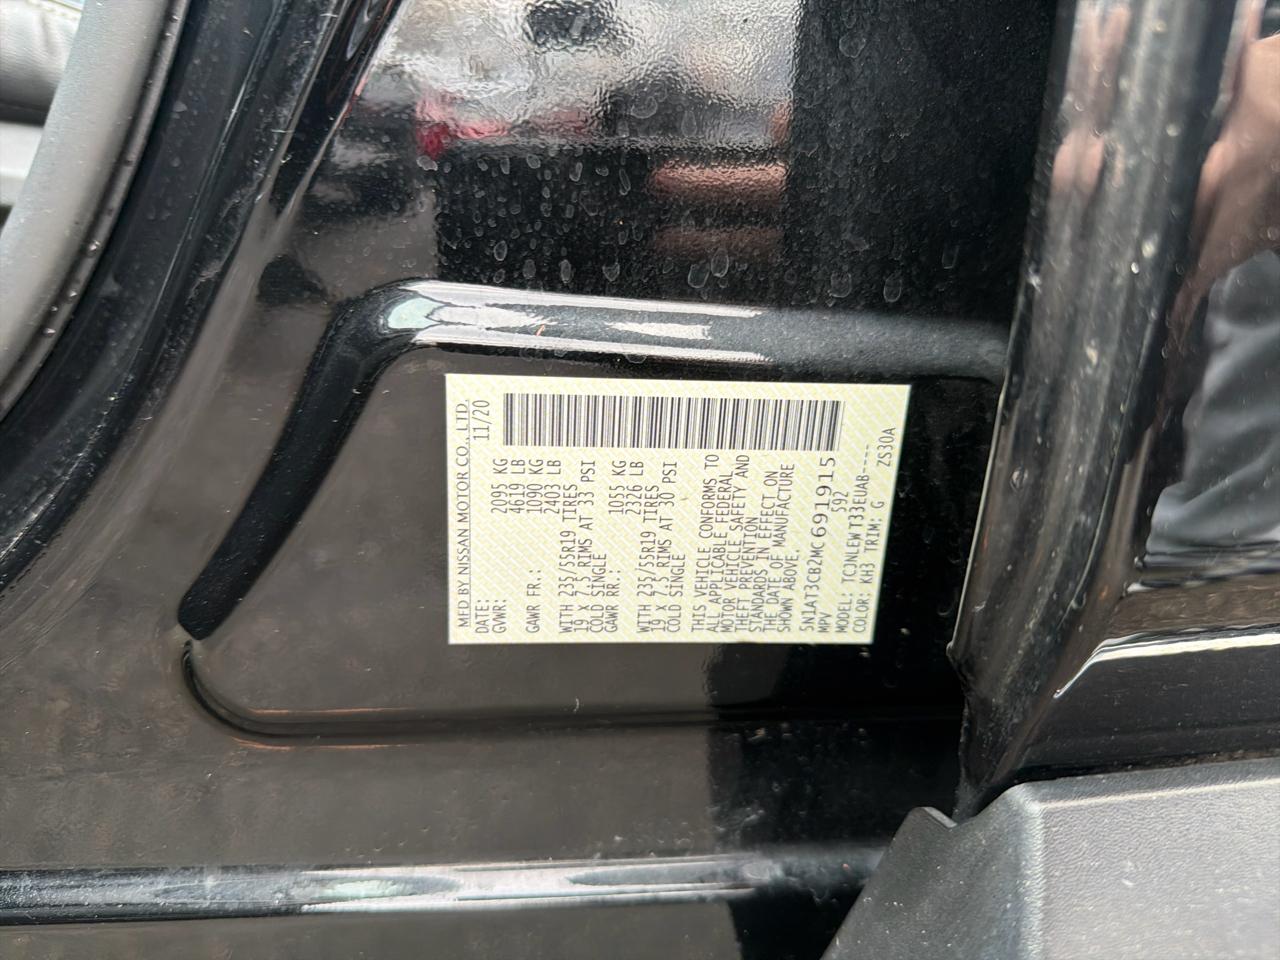 MFD BY NISSAN MOTOR CO., LTD.
DATE: 11/20
GVWR: 2095 KG
4619 LB
GAWR FR.: 1090 KG
2403 LB
WITH 235/55R19 TIRES
19 X 7.5 RIMS AT 33 PSI
COLD SINGLE
GAWR RR.: 1055 KG
2326 LB
WITH 235/55R19 TIRES
19 X 7.5 RIMS AT 30 PSI
COLD SINGLE
THIS VEHICLE CONFORMS TO
ALL APPLICABLE FEDERAL
MOTOR VEHICLE SAFETY AND
THEFT PREVENTION
STANDARDS IN EFFECT ON
THE DATE OF MANUFACTURE
SHOWN ABOVE.
5N1AT3CB2MC691915
MPV 592
MODEL: TCJNLEWT33EUAB----
COLOR: KH3 TRIM: G ZS30A